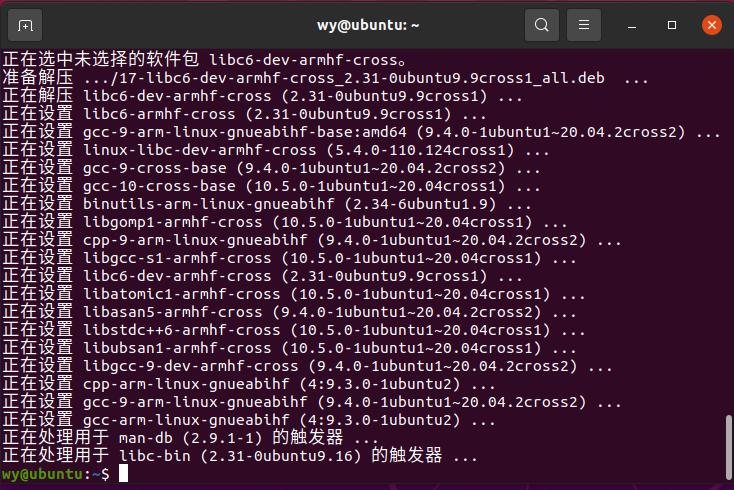 wy@ubuntu: ~
正在选中未选择的软件包 libc6-dev-armhf-cross。
准备解压 .../17-libc6-dev-armhf-cross_2.31-0ubuntu9.9cross1_all.deb  ...
正在解压 libc6-dev-armhf-cross (2.31-0ubuntu9.9cross1) ...
正在设置 libc6-armhf-cross (2.31-0ubuntu9.9cross1) ...
正在设置 gcc-9-arm-linux-gnueabihf-base:amd64 (9.4.0-1ubuntu1~20.04.2cross2) ...
正在设置 linux-libc-dev-armhf-cross (5.4.0-110.124cross1) ...
正在设置 gcc-9-cross-base (9.4.0-1ubuntu1~20.04.2cross2) ...
正在设置 gcc-10-cross-base (10.5.0-1ubuntu1~20.04cross1) ...
正在设置 binutils-arm-linux-gnueabihf (2.34-6ubuntu1.9) ...
正在设置 libgomp1-armhf-cross (10.5.0-1ubuntu1~20.04cross1) ...
正在设置 cpp-9-arm-linux-gnueabihf (9.4.0-1ubuntu1~20.04.2cross2) ...
正在设置 libgcc-s1-armhf-cross (10.5.0-1ubuntu1~20.04cross1) ...
正在设置 libc6-dev-armhf-cross (2.31-0ubuntu9.9cross1) ...
正在设置 libatomic1-armhf-cross (10.5.0-1ubuntu1~20.04cross1) ...
正在设置 libasan5-armhf-cross (9.4.0-1ubuntu1~20.04.2cross2) ...
正在设置 libstdc++6-armhf-cross (10.5.0-1ubuntu1~20.04cross1) ...
正在设置 libubsan1-armhf-cross (10.5.0-1ubuntu1~20.04cross1) ...
正在设置 libgcc-9-dev-armhf-cross (9.4.0-1ubuntu1~20.04.2cross2) ...
正在设置 cpp-arm-linux-gnueabihf (4:9.3.0-1ubuntu2) ...
正在设置 gcc-9-arm-linux-gnueabihf (9.4.0-1ubuntu1~20.04.2cross2) ...
正在设置 gcc-arm-linux-gnueabihf (4:9.3.0-1ubuntu2) ...
正在处理用于 man-db (2.9.1-1) 的触发器 ...
正在处理用于 libc-bin (2.31-0ubuntu9.16) 的触发器 ...
wy@ubuntu:~$